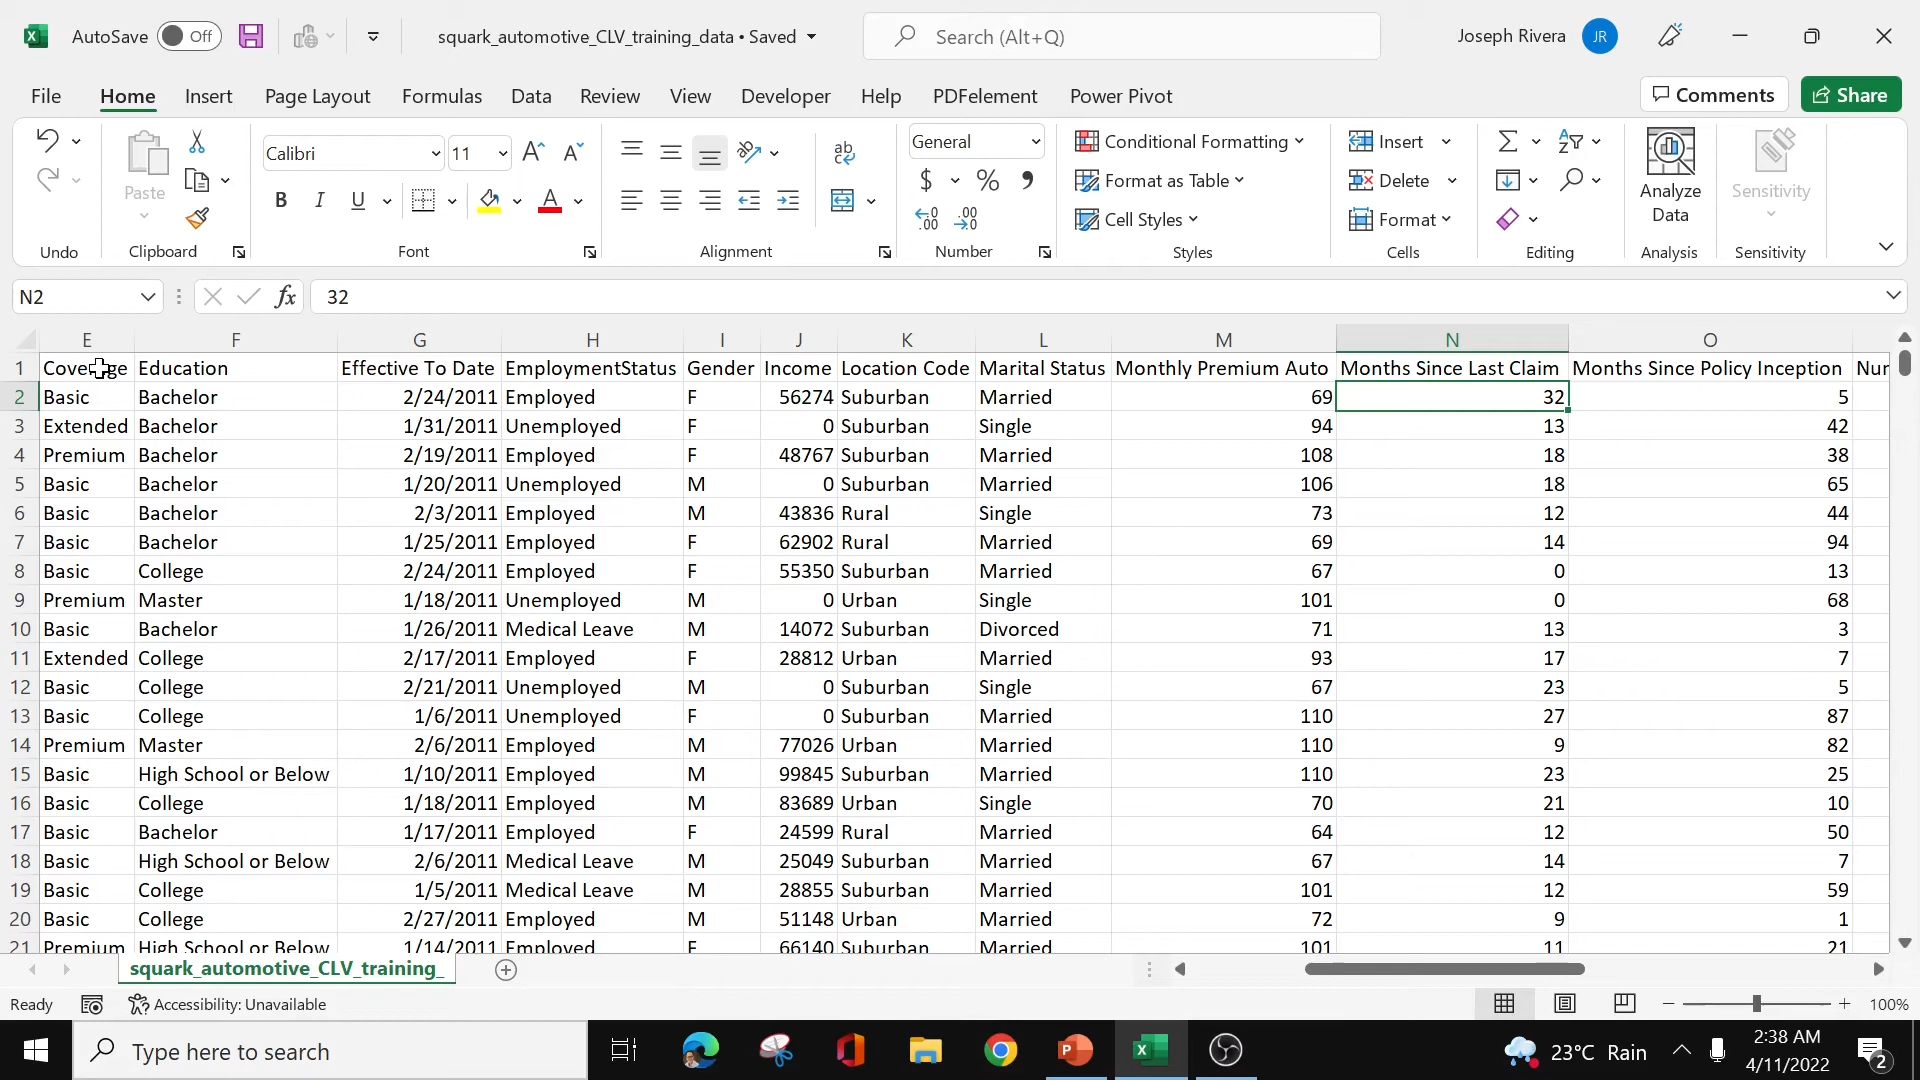 AutoSave Off squark_automotive_CLV_training_data • Saved Search (Alt+Q) Joseph Rivera JR
File Home Insert Page Layout Formulas Data Review View Developer Help PDFelement Power Pivot Comments Share
Paste Calibri 11 General Conditional Formatting Insert Analyze Data Sensitivity
B I U A $ % Format as Table Delete
Cell Styles Format
Undo Clipboard Font Alignment Number Styles Cells Editing Analysis Sensitivity
N2 fx 32
E F G H I J K L M N O
1 Coverage Education Effective To Date EmploymentStatus Gender Income Location Code Marital Status Monthly Premium Auto Months Since Last Claim Months Since Policy Inception Nur
2 Basic Bachelor 2/24/2011 Employed F 56274 Suburban Married 69 32 5
3 Extended Bachelor 1/31/2011 Unemployed F 0 Suburban Single 94 13 42
4 Premium Bachelor 2/19/2011 Employed F 48767 Suburban Married 108 18 38
5 Basic Bachelor 1/20/2011 Unemployed M 0 Suburban Married 106 18 65
6 Basic Bachelor 2/3/2011 Employed M 43836 Rural Single 73 12 44
7 Basic Bachelor 1/25/2011 Employed F 62902 Rural Married 69 14 94
8 Basic College 2/24/2011 Employed F 55350 Suburban Married 67 0 13
9 Premium Master 1/18/2011 Unemployed M 0 Urban Single 101 0 68
10 Basic Bachelor 1/26/2011 Medical Leave M 14072 Suburban Divorced 71 13 3
11 Extended College 2/17/2011 Employed F 28812 Urban Married 93 17 7
12 Basic College 2/21/2011 Unemployed M 0 Suburban Single 67 23 5
13 Basic College 1/6/2011 Unemployed F 0 Suburban Married 110 27 87
14 Premium Master 2/6/2011 Employed M 77026 Urban Married 110 9 82
15 Basic High School or Below 1/10/2011 Employed M 99845 Suburban Married 110 23 25
16 Basic College 1/18/2011 Employed M 83689 Urban Single 70 21 10
17 Basic Bachelor 1/17/2011 Employed F 24599 Rural Married 64 12 50
18 Basic High School or Below 2/6/2011 Medical Leave M 25049 Suburban Married 67 14 7
19 Basic College 1/5/2011 Medical Leave M 28855 Suburban Married 101 12 59
20 Basic College 2/27/2011 Employed M 51148 Urban Married 72 9 1
21 Premium High School or Below 1/14/2011 Employed F 66140 Suburban Married 101 11 21
squark_automotive_CLV_training_
Ready Accessibility: Unavailable 100%
Type here to search 23°C Rain 2:38 AM
4/11/2022 2